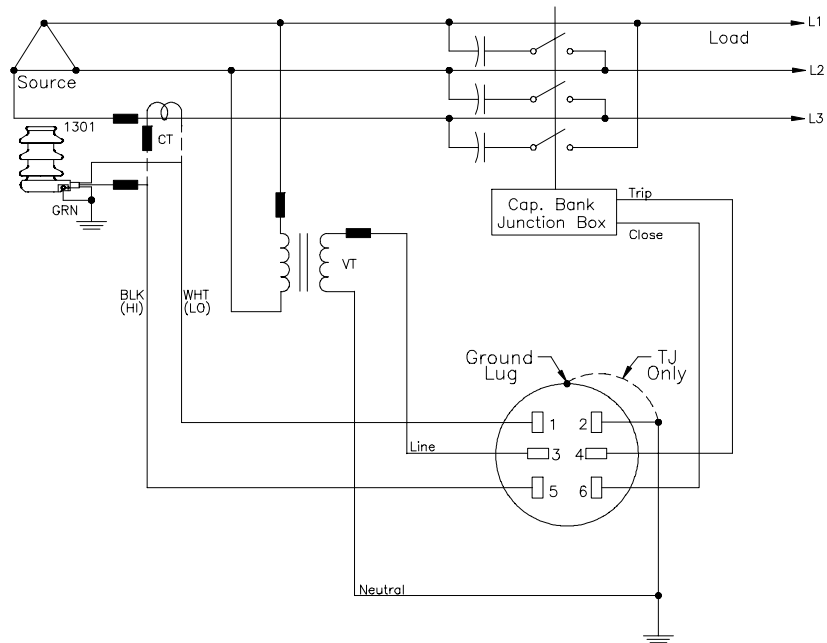 L1
Load
L2
Source
1301
L3
CT
GRN
Cap. Bank
Junction Box
Trip
Close
VT
BLK
(HI)
WHT
(LO)
Ground
Lug
TJ
Only
1
2
Line
3
4
5
6
Neutral